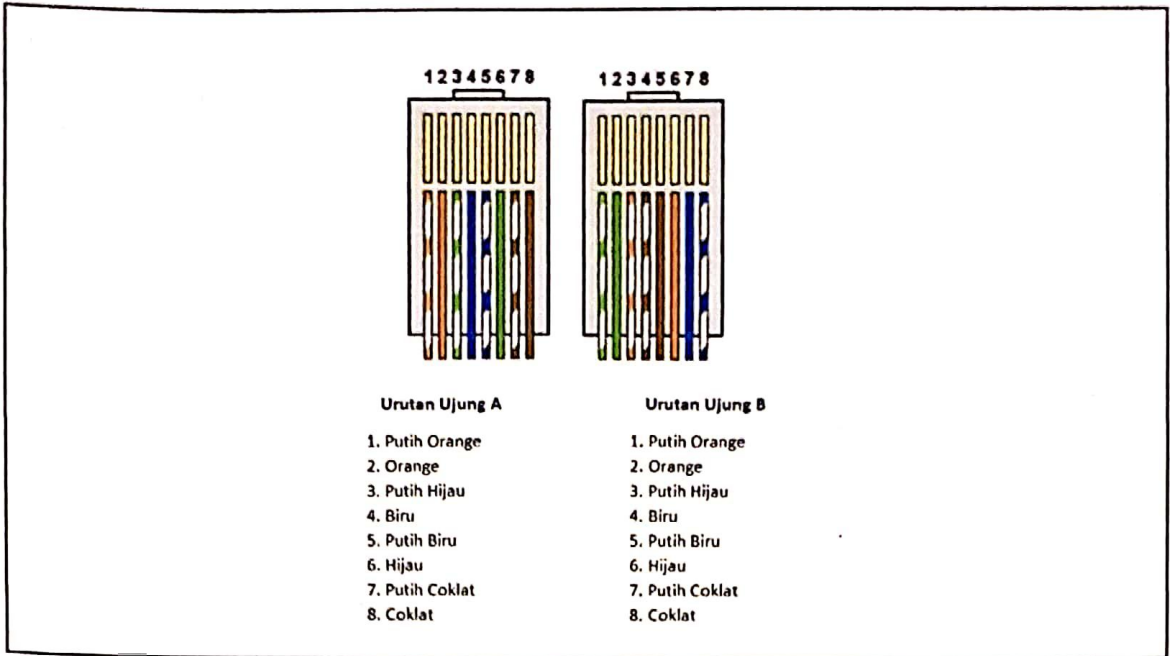 12345678
12345678
Urutan Ujung A
1. Putih Orange
2. Orange
3. Putih Hijau
4. Biru
5. Putih Biru
6. Hijau
7. Putih Coklat
8. Coklat
Urutan Ujung B
1. Putih Orange
2. Orange
3. Putih Hijau
4. Biru
5. Putih Biru
6. Hijau
7. Putih Coklat
8. Coklat